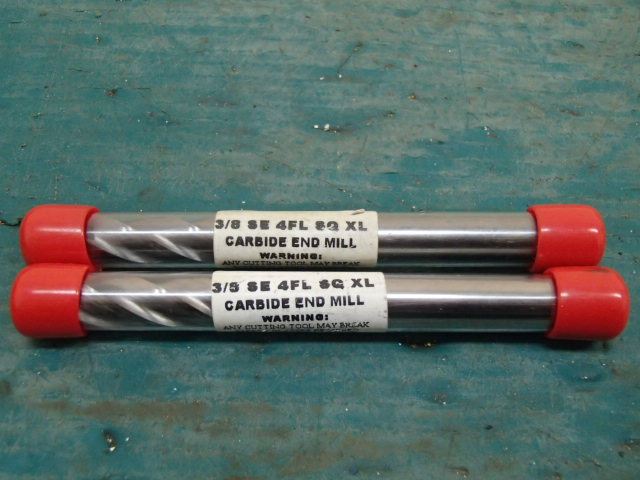 3/8 SE 4FL SQ XL
CARBIDE END MILL
WARNING:
ANY CUTTING TOOL MAY BREAK
3/8 SE 4FL SQ XL
CARBIDE END MILL
WARNING:
ANY CUTTING TOOL MAY BREAK